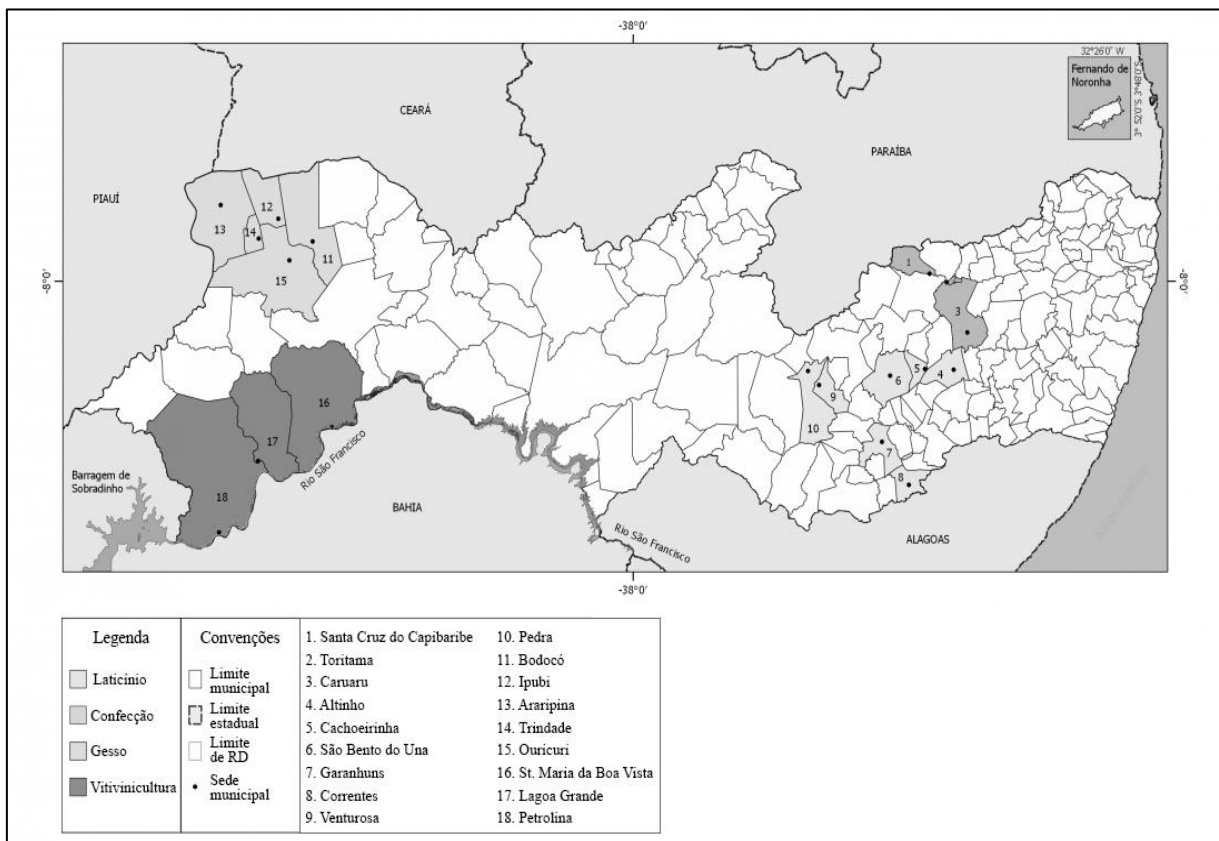 -38°0'
32°26'0" W
Fernando de
Noronha
3° 52'0"S 3°48'0"S
CEARÁ
PARAÍBA
PIAUÍ
12
13
14
11
15
-8°0'
-8°0'
1
3
16
5
4
6
9
17
10
7
Rio São Francisco
Barragem de
Sobradinho
18
8
BAHIA
Rio São Francisco
ALAGOAS
-38°0'
Legenda
Laticínio
Confecção
Gesso
Vitivinicultura
Convenções
Limite
municipal
Limite
estadual
Limite
de RD
Sede
municipal
1. Santa Cruz do Capibaribe
2. Toritama
3. Caruaru
4. Altinho
5. Cachoeirinha
6. São Bento do Una
7. Garanhuns
8. Correntes
9. Venturosa
10. Pedra
11. Bodocó
12. Ipubi
13. Araripina
14. Trindade
15. Ouricuri
16. St. Maria da Boa Vista
17. Lagoa Grande
18. Petrolina